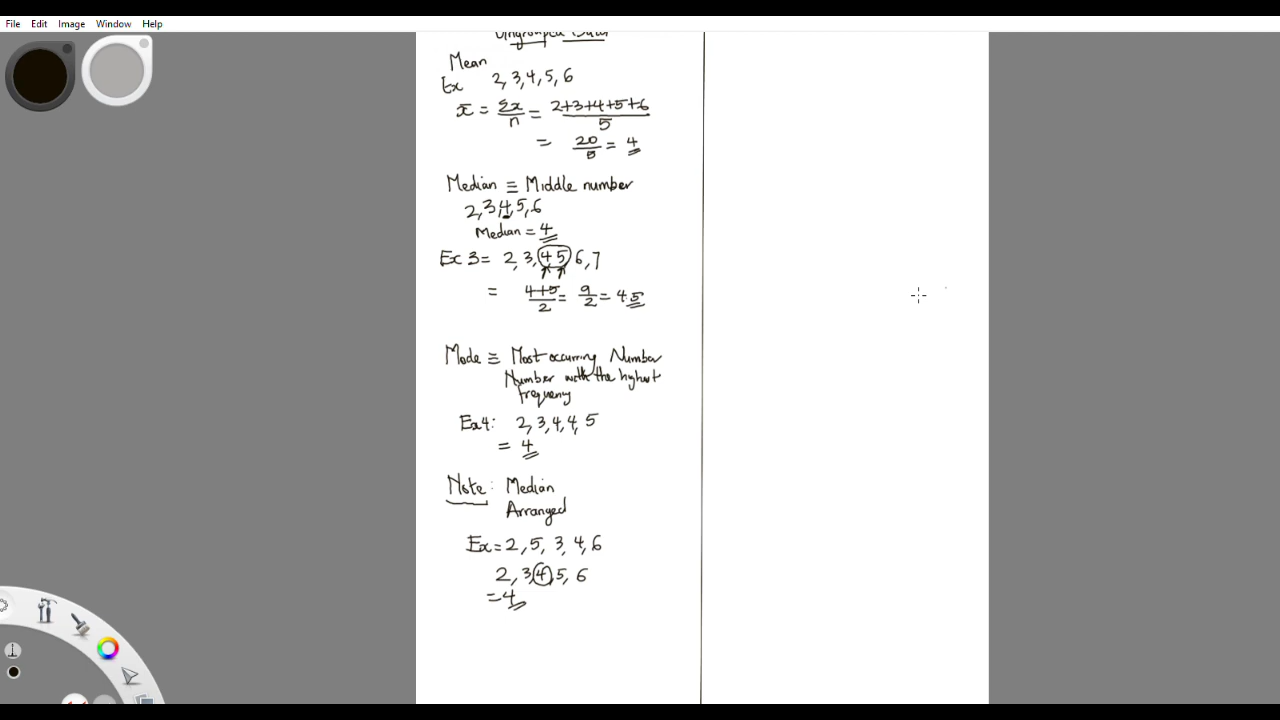 File Edit Image Window Help
Ungrouped Data
Mean
Ex 2, 3, 4, 5, 6
x̄ = Σx/n = 2+3+4+5+6/5
= 20/5 = 4
Median ≡ Middle number
2, 3, 4, 5, 6
Median = 4
Ex 3 = 2, 3, 4 5, 6, 7
= 4+5/2 = 9/2 = 4.5
Mode ≡ Most occurring Number
Number with the highest
frequency
Ex4: 2, 3, 4, 4, 5
= 4
Note: Median
Arranged
Ex = 2, 5, 3, 4, 6
2, 3, 4, 5, 6
= 4